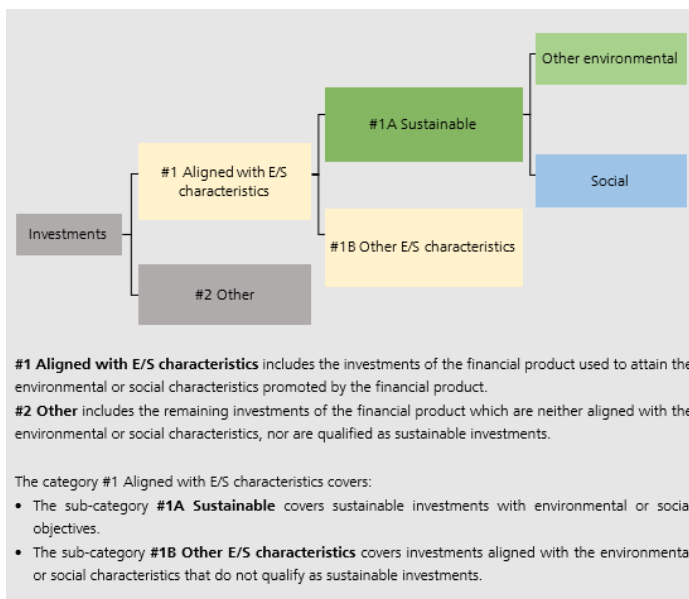 Other environmental
#1A Sustainable
#1 Aligned with E/S
characteristics
Social
Investments
#1B Other E/S characteristics
#2 Other
#1 Aligned with E/S characteristics includes the investments of the financial product used to attain the
environmental or social characteristics promoted by the financial product.
#2 Other includes the remaining investments of the financial product which are neither aligned with the
environmental or social characteristics, nor are qualified as sustainable investments.
The category #1 Aligned with E/S characteristics covers:
• The sub-category #1A Sustainable covers sustainable investments with environmental or social
objectives.
• The sub-category #1B Other E/S characteristics covers investments aligned with the environmental
or social characteristics that do not qualify as sustainable investments.